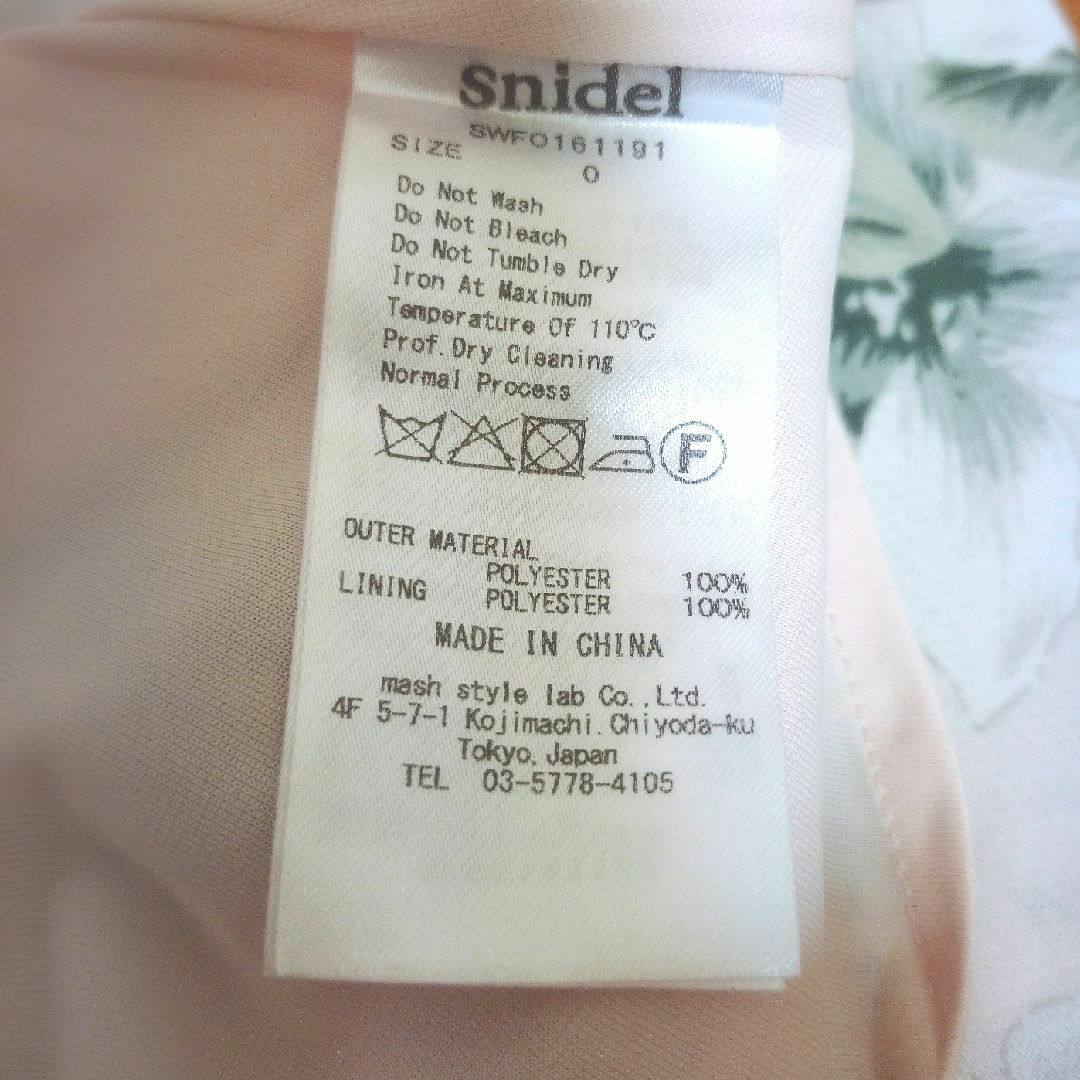 Snidel
SWFO161191
SIZE
0
Do Not Wash
Do Not Bleach
Do Not Tumble Dry
Iron At Maximum
Temperature Of 110℃
Prof.Dry Cleaning
Normal Process
F
OUTER MATERIAL
POLYESTER 100%
LINING POLYESTER 100%
MADE IN CHINA
mash style lab Co.,Ltd.
4F 5-7-1 Kojimachi.Chiyoda-ku
Tokyo.Japan
TEL 03-5778-4105